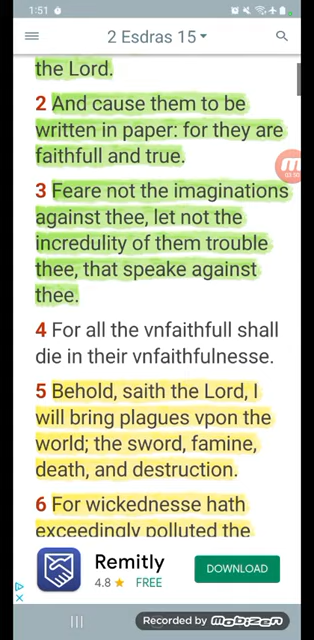 1:51
2 Esdras 15
the Lord.
2 And cause them to be
written in paper: for they are
faithfull and true.
3 Feare not the imaginations
against thee, let not the
incredulity of them trouble
thee, that speake against
thee.
4 For all the vnfaithfull shall
die in their vnfaithfulnesse.
5 Behold, saith the Lord, I
will bring plagues vpon the
world; the sword, famine,
death, and destruction.
6 For wickednesse hath
exceedingly polluted the
Remitly
4.8 ★ FREE
DOWNLOAD
Recorded by Mobizen